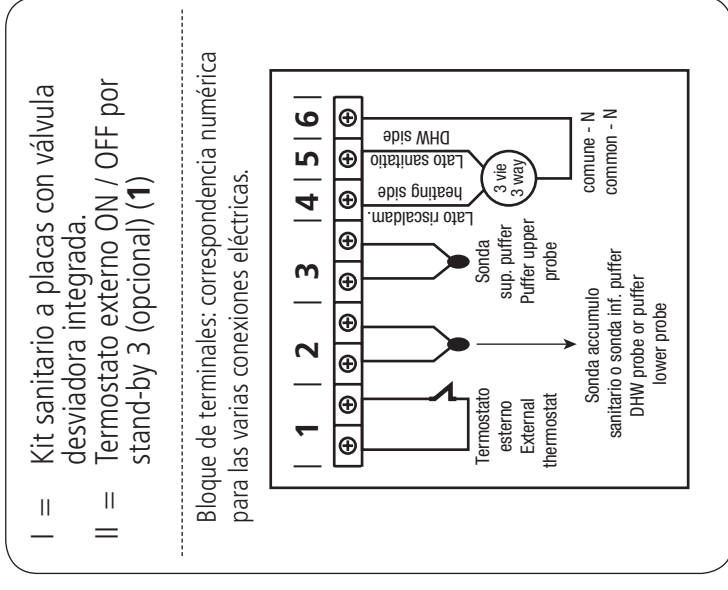 I = Kit sanitario a placas con válvula
desviadora integrada.
II = Termostato externo ON / OFF por
stand-by 3 (opcional) (1)
Bloque de terminales: correspondencia numérica
para las varias conexiones eléctricas.
| 1 | 2 | 3 | 4 | 5 | 6 |
Termostato
esterno
External
thermostat
Sonda accumulo
sanitario o sonda inf. puffer
DHW probe or puffer
lower probe
Sonda
sup. puffer
Puffer upper
probe
Lato riscaldam.
heating side
Lato sanitatio
DHW side
3 vie
3 way
comune - N
common - N